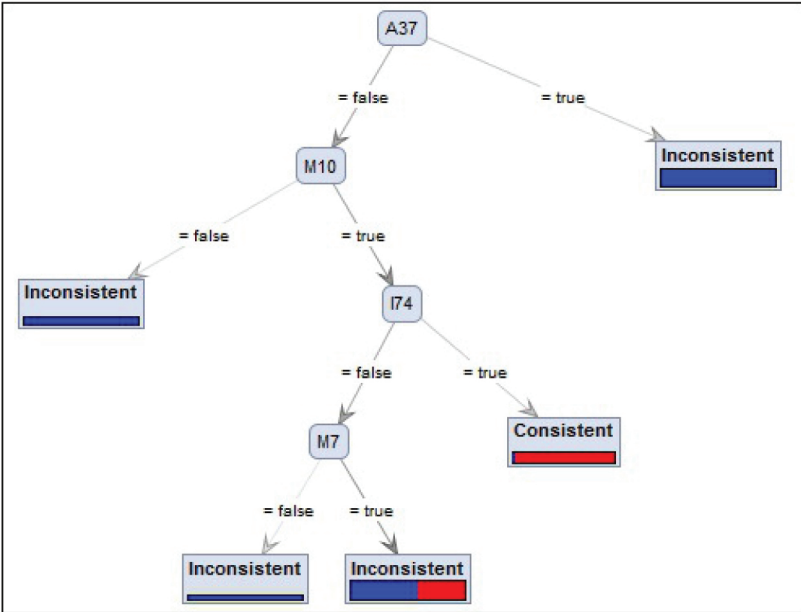 A37
= false
= true
Inconsistent
M10
= false
= true
Inconsistent
I74
= false
= true
M7
Consistent
= false
= true
Inconsistent
Inconsistent